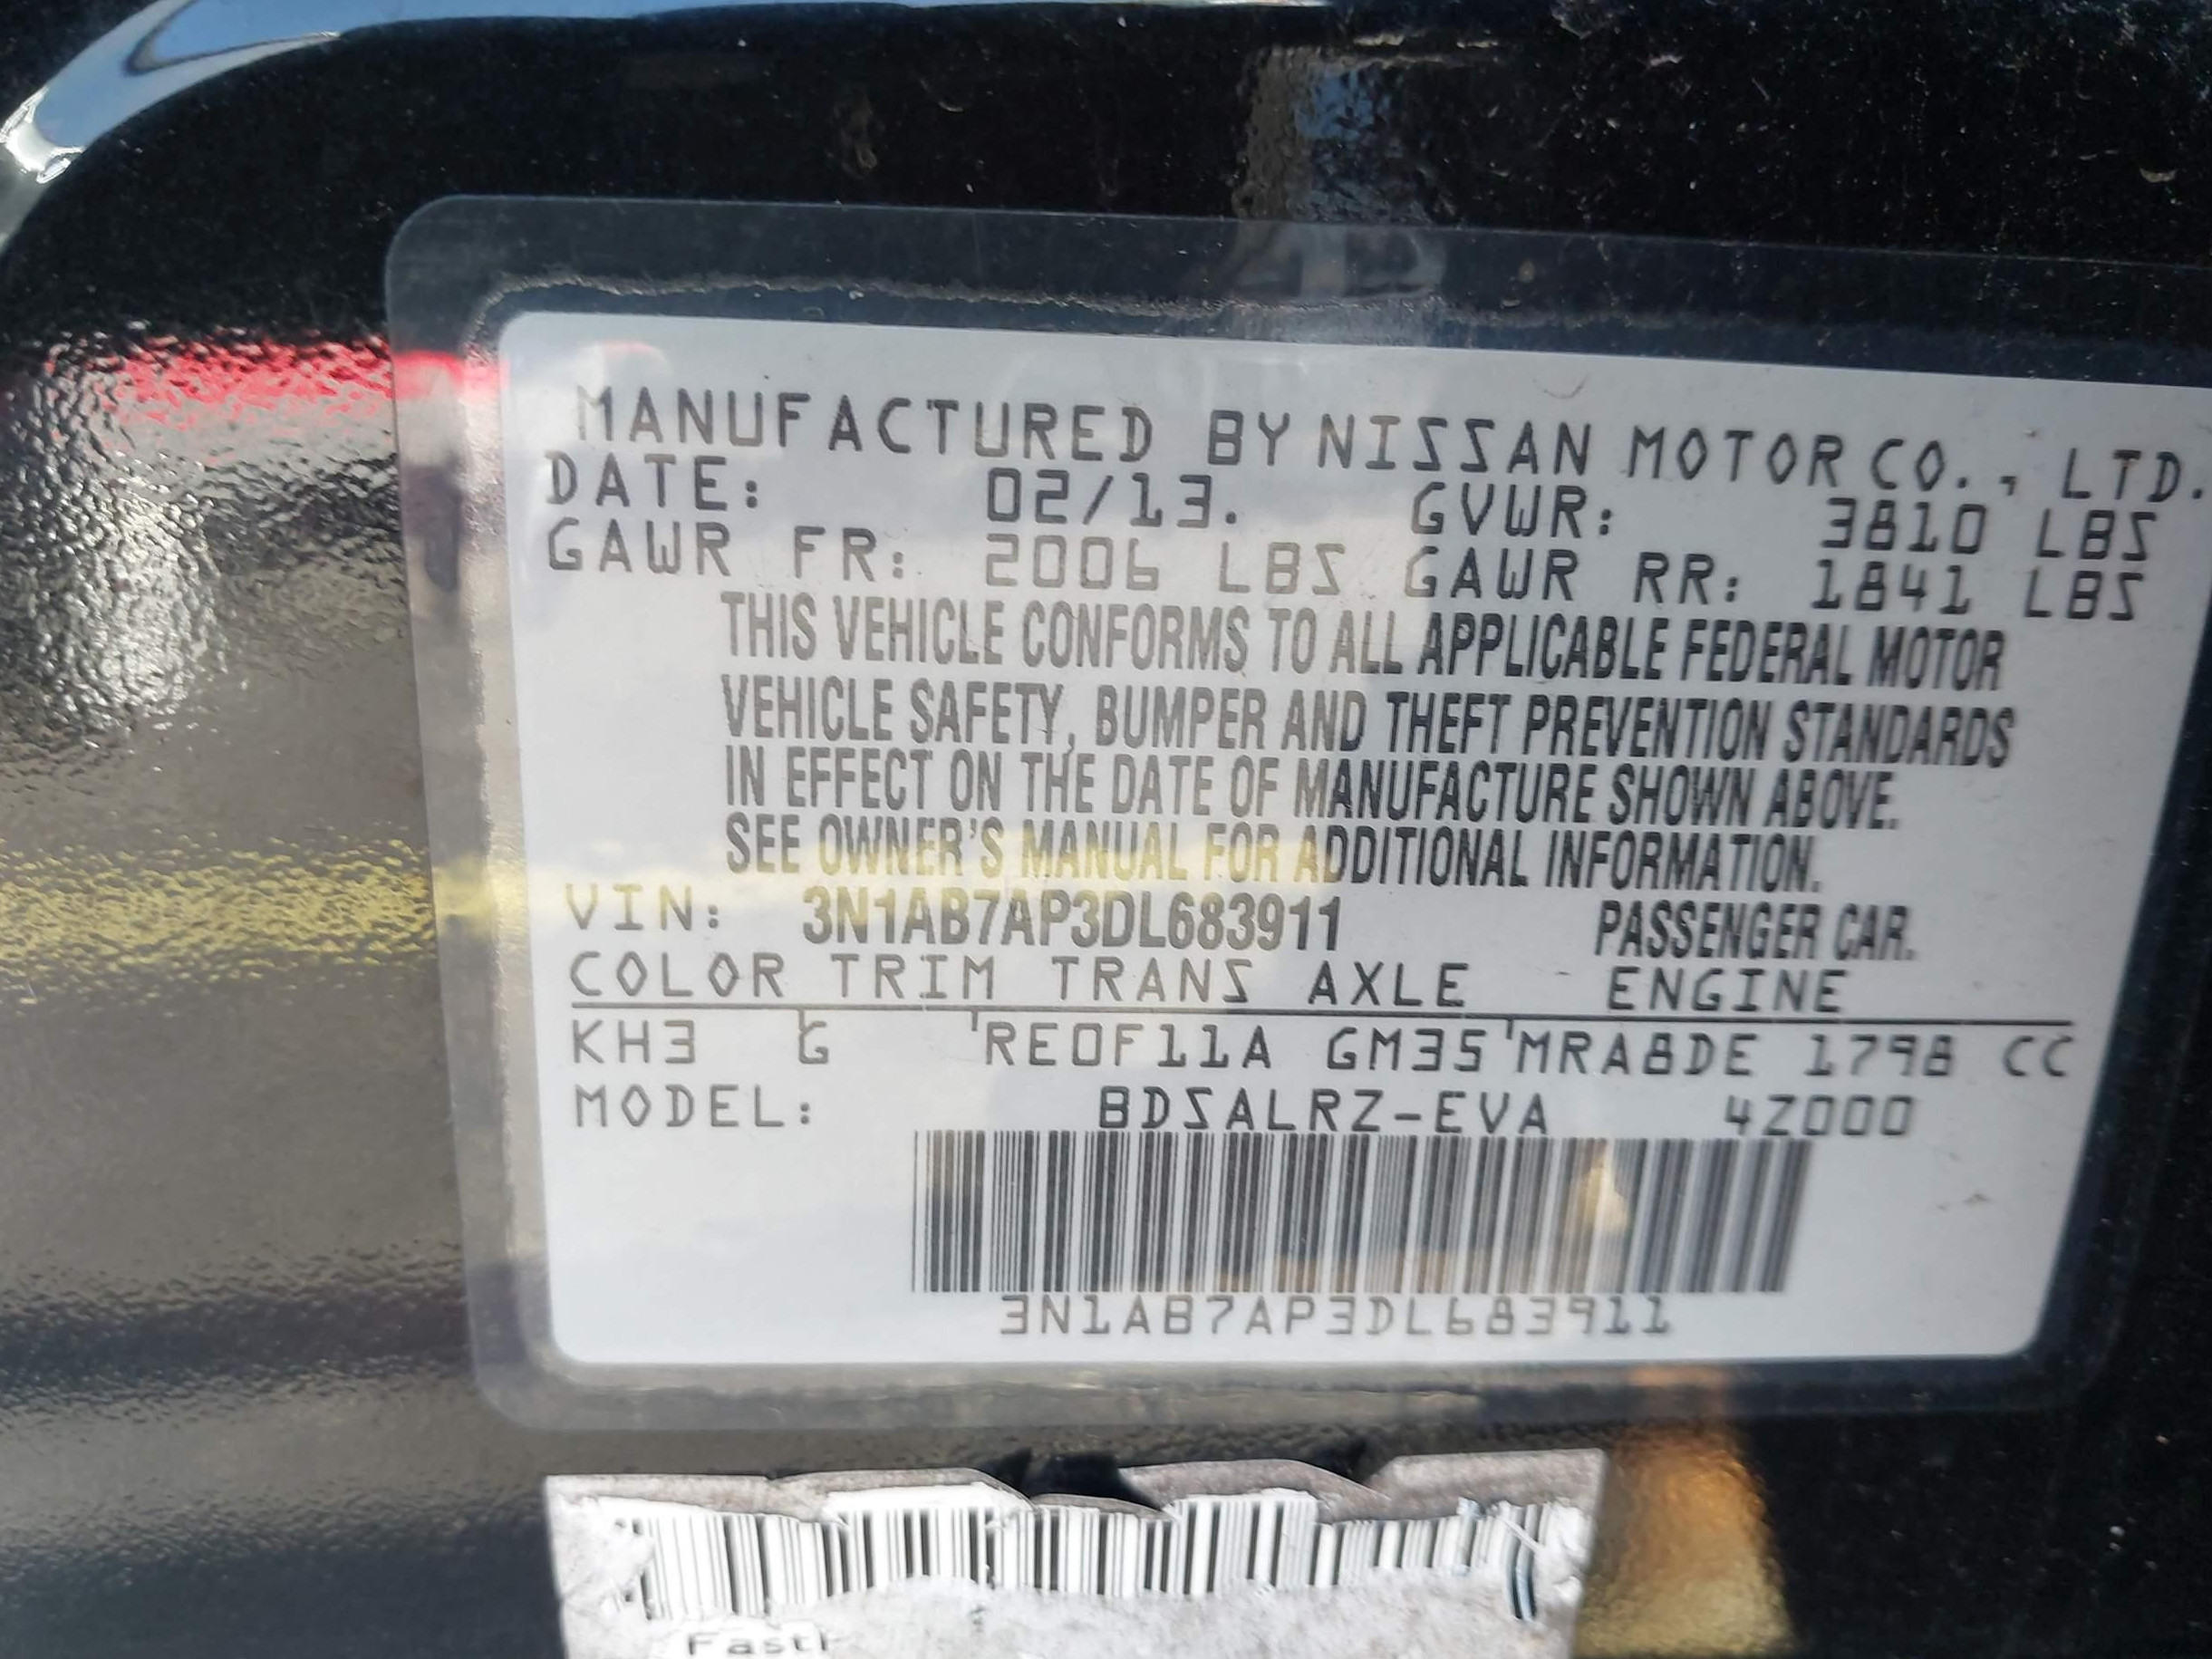 MANUFACTURED BY NISSAN MOTOR CO., LTD.
DATE: 02/13. GVWR: 3810 LBS
GAWR FR: 2006 LBS GAWR RR: 1841 LBS
THIS VEHICLE CONFORMS TO ALL APPLICABLE FEDERAL MOTOR
VEHICLE SAFETY, BUMPER AND THEFT PREVENTION STANDARDS
IN EFFECT ON THE DATE OF MANUFACTURE SHOWN ABOVE.
SEE OWNER'S MANUAL FOR ADDITIONAL INFORMATION.
VIN: 3N1AB7AP3DL683911 PASSENGER CAR.
COLOR TRIM TRANS AXLE ENGINE
KH3 G RE0F11A GM35 MRA8DE 1798 CC
MODEL: BDSALRZ-EVA 4Z000
3N1AB7AP3DL683911